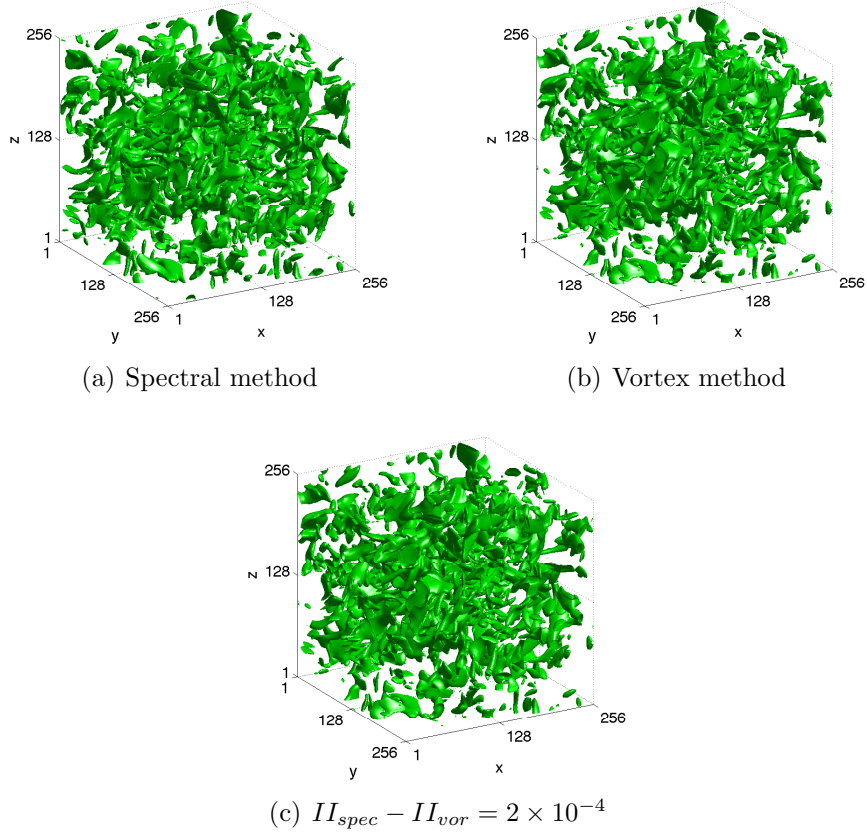 256
128
z
1
1
128
256
y
1
128
256
x
(a) Spectral method
256
128
z
1
1
128
256
y
1
128
256
x
(b) Vortex method
256
128
z
1
1
128
256
y
1
128
256
x
(c) $II_{spec} - II_{vor} = 2 \times 10^{-4}$